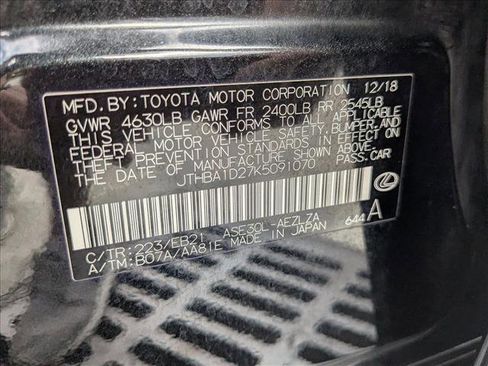 MFD.BY: TOYOTA MOTOR CORPORATION 12/18
GVWR 4630LB GAWR FR 2400LB RR 2545LB
THIS VEHICLE CONFORMS TO ALL APPLICABLE
FEDERAL MOTOR VEHICLE SAFETY, BUMPER, AND
THEFT PREVENTION STANDARDS IN EFFECT ON
THE DATE OF MANUFACTURE SHOWN ABOVE.
JTHBA1D27K5091070 PASS.CAR
C/TR: 223/EB21 ASE30L-AEZLZA 644 A
A/TM: B07A/AA81E MADE IN JAPAN